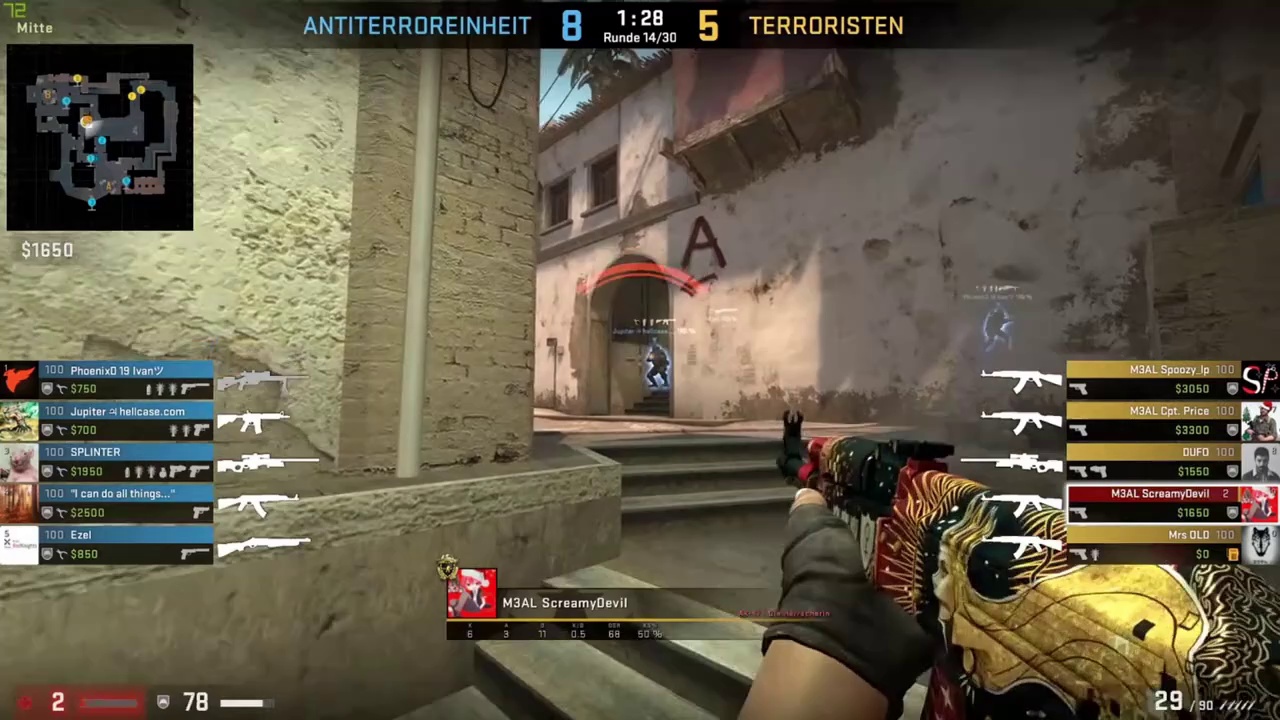 72
Mitte
ANTITERROREINHEIT 8 1:28 5 TERRORISTEN
Runde 14/30
$1650
A
100 PhoenixD 19 Ivanツ
$750
100 Jupiter ♃ hellcase.com
$700
100 SPLINTER
$1950
100 "I can do all things..."
$2500
100 Ezel
$850
M3AL Spoozy_lp 100
$3050
M3AL Cpt. Price 100
$3300
DUFO 100
$1550
M3AL ScreamyDevil 2
$1650
Mrs OLD 100
$0
M3AL ScreamyDevil
6 3 11 0.5 68 50 %
2 78
29 / 90